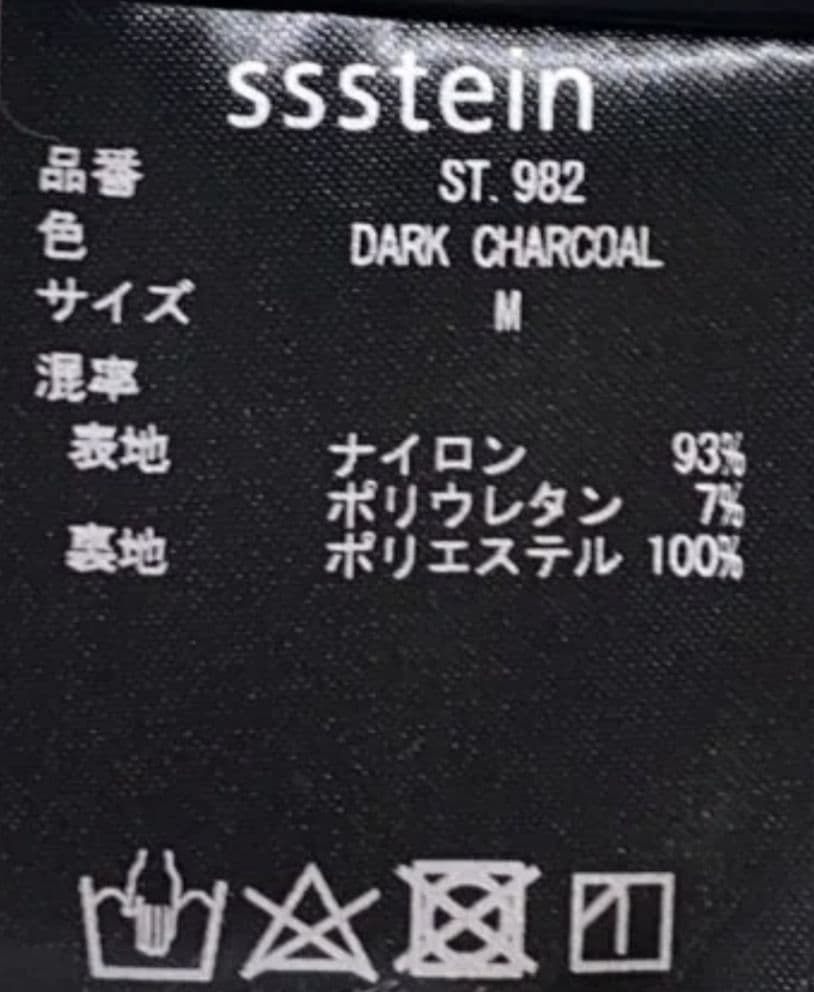 ssstein
品番 ST. 982
色 DARK CHARCOAL
サイズ M
混率
表地 ナイロン 93%
ポリウレタン 7%
裏地 ポリエステル 100%